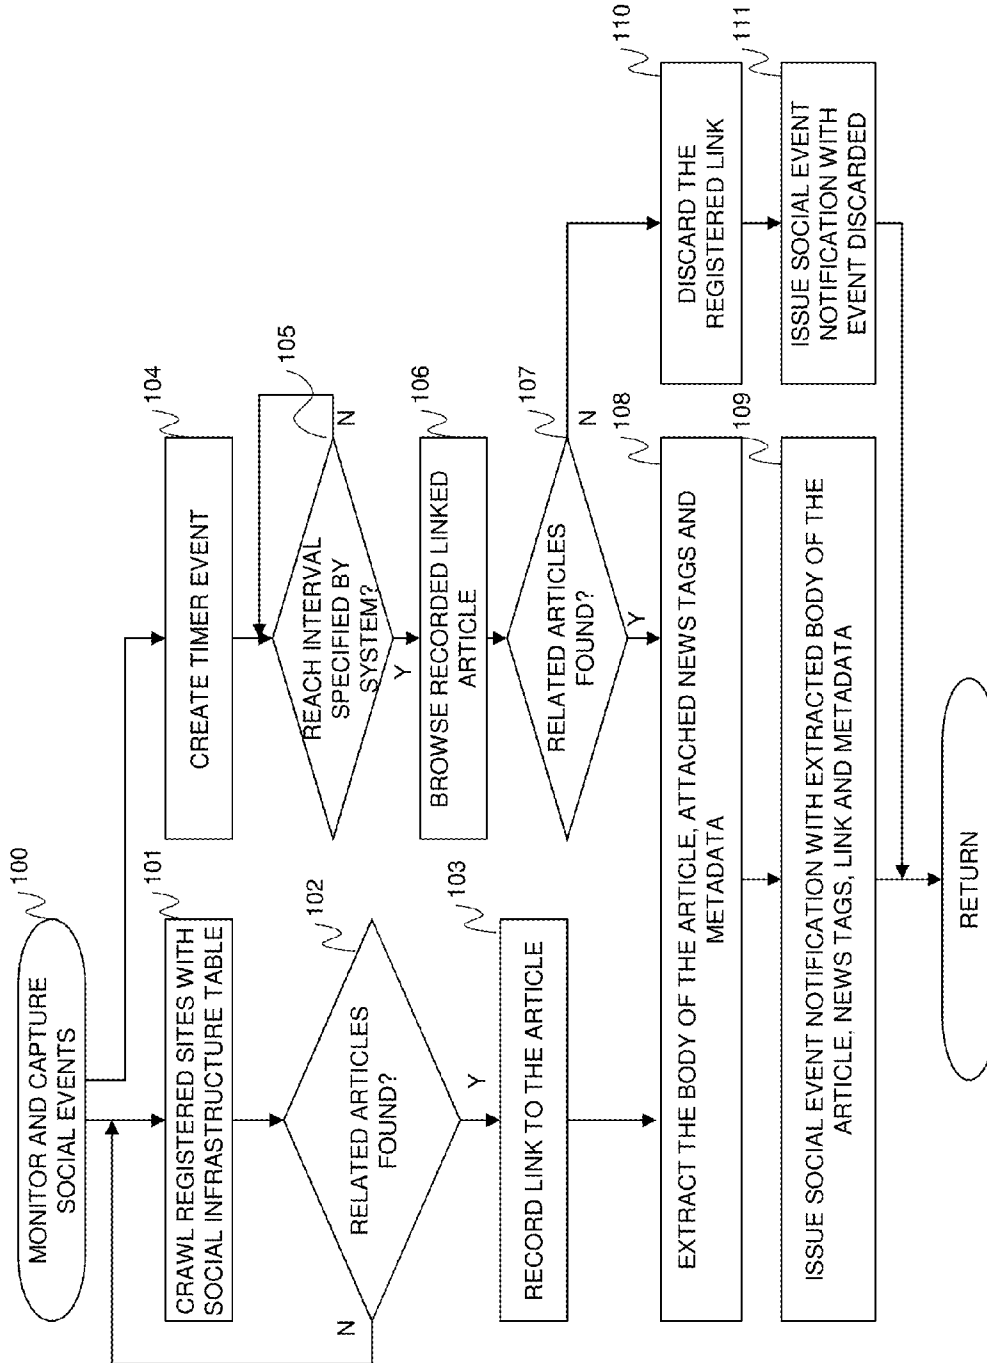 100
MONITOR AND CAPTURE
SOCIAL EVENTS
101
CRAWL REGISTERED SITES WITH
SOCIAL INFRASTRUCTURE TABLE
102
RELATED ARTICLES
FOUND?
N
Y
103
RECORD LINK TO THE ARTICLE
104
CREATE TIMER EVENT
105
REACH INTERVAL
SPECIFIED BY
SYSTEM?
N
Y
106
BROWSE RECORDED LINKED
ARTICLE
107
RELATED ARTICLES
FOUND?
N
Y
108
EXTRACT THE BODY OF THE ARTICLE, ATTACHED NEWS TAGS AND
METADATA
109
ISSUE SOCIAL EVENT NOTIFICATION WITH EXTRACTED BODY OF THE
ARTICLE, NEWS TAGS, LINK AND METADATA
110
DISCARD THE
REGISTERED LINK
111
ISSUE SOCIAL EVENT
NOTIFICATION WITH
EVENT DISCARDED
RETURN